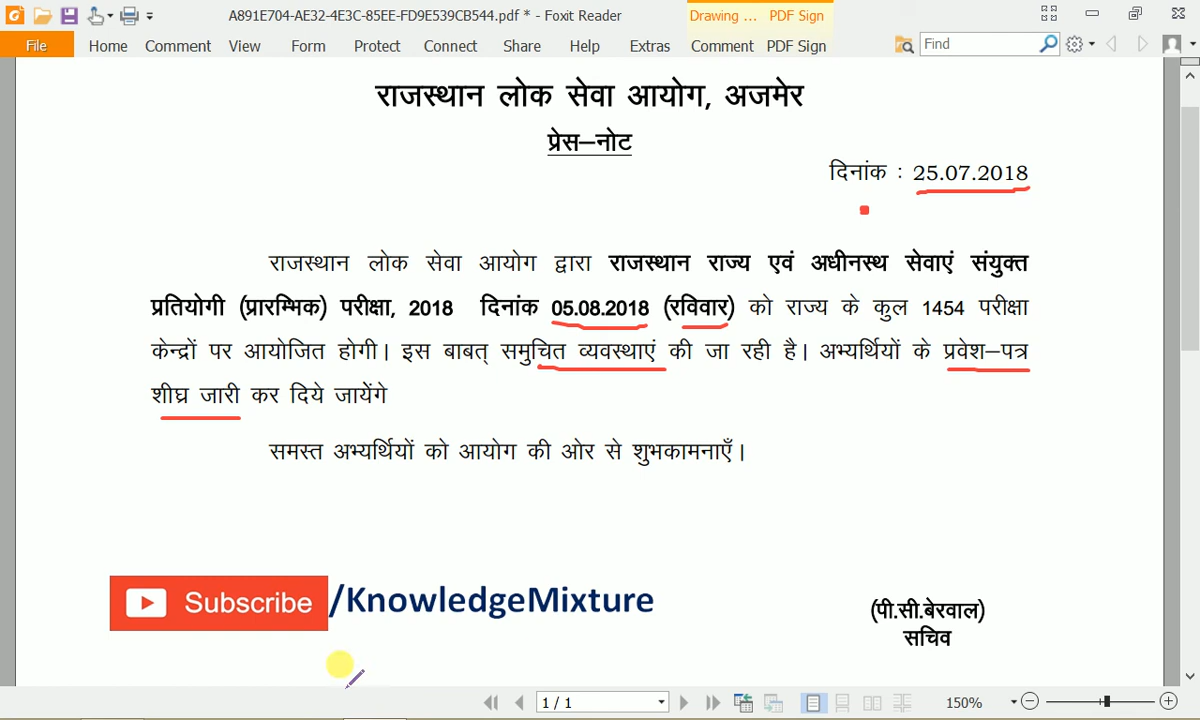 A891E704-AE32-4E3C-85EE-FD9E539CB544.pdf * - Foxit Reader
Drawing ... PDF Sign
File Home Comment View Form Protect Connect Share Help Extras Comment PDF Sign Find
राजस्थान लोक सेवा आयोग, अजमेर
प्रेस–नोट
दिनांक : 25.07.2018
राजस्थान लोक सेवा आयोग द्वारा राजस्थान राज्य एवं अधीनस्थ सेवाएं संयुक्त
प्रतियोगी (प्रारम्भिक) परीक्षा, 2018 दिनांक 05.08.2018 (रविवार) को राज्य के कुल 1454 परीक्षा
केन्द्रों पर आयोजित होगी। इस बाबत् समुचित व्यवस्थाएं की जा रही है। अभ्यर्थियों के प्रवेश–पत्र
शीघ्र जारी कर दिये जायेंगे
समस्त अभ्यर्थियों को आयोग की ओर से शुभकामनाएँ।
Subscribe /KnowledgeMixture
(पी.सी.बेरवाल)
सचिव
1 / 1 150%